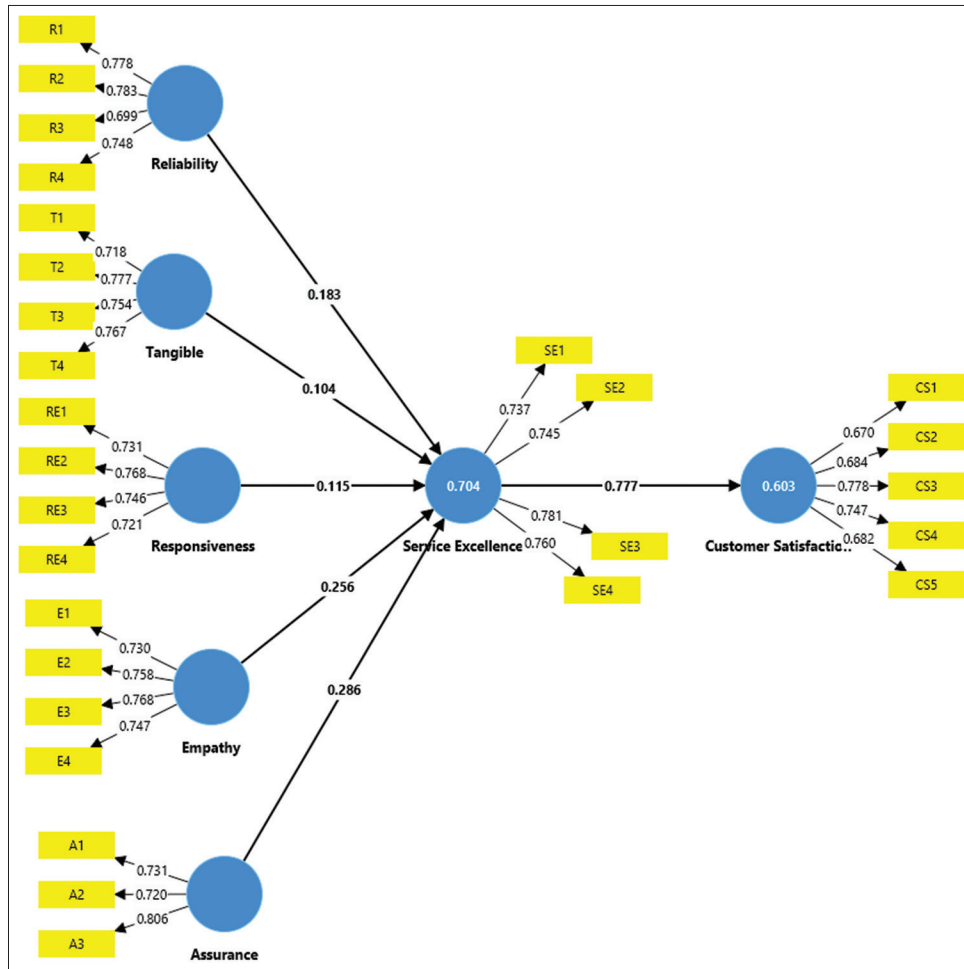 R1
0.778
R2
0.783
R3
0.699
R4
0.748
Reliability
T1
0.718
T2
0.777
T3
0.754
T4
0.767
Tangible
RE1
0.731
RE2
0.768
RE3
0.746
RE4
0.721
Responsiveness
E1
0.730
E2
0.758
E3
0.768
E4
0.747
Empathy
A1
0.731
A2
0.720
A3
0.806
Assurance
0.183
0.104
0.115
0.256
0.286
SE1
0.737
SE2
0.745
0.704
0.781
SE3
0.760
SE4
Service Excellence
0.777
0.603
Customer Satisfactio...
CS1
0.670
CS2
0.684
CS3
0.778
CS4
0.747
CS5
0.682